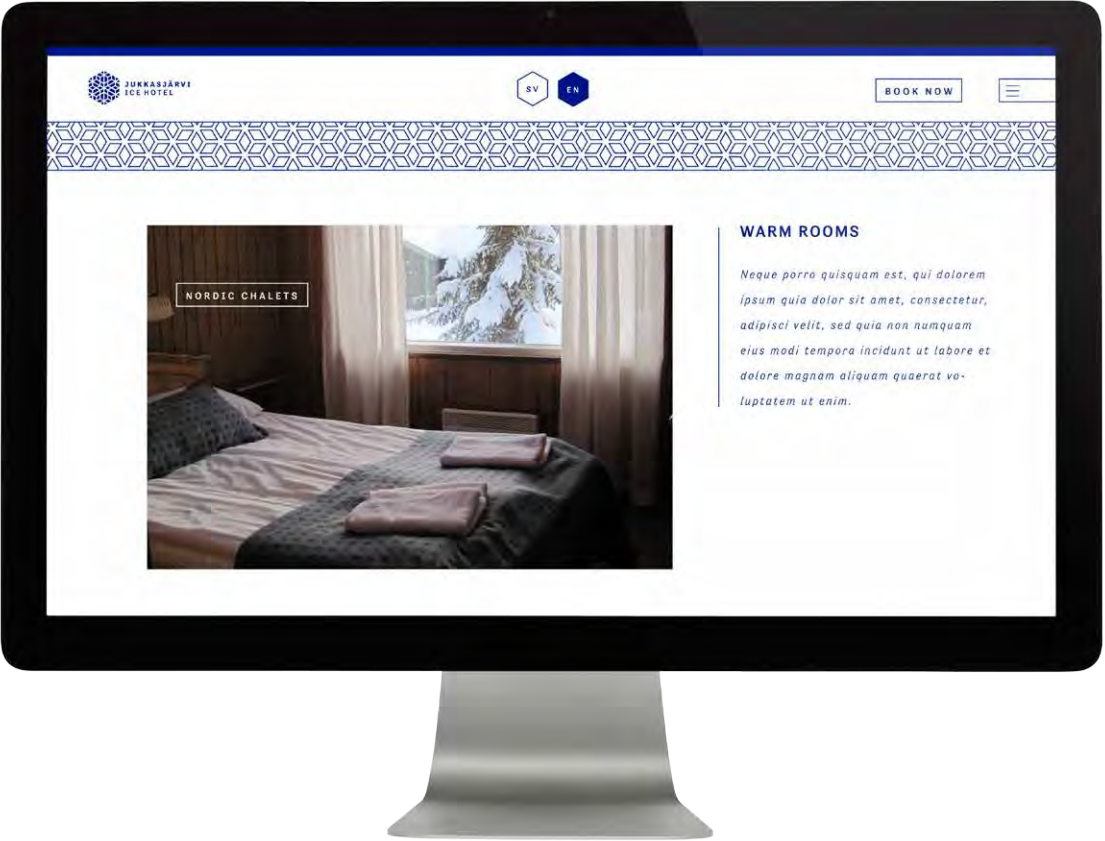 JUKKASJÄRVI
ICE HOTEL
SV
EN
BOOK NOW
NORDIC CHALETS
WARM ROOMS
Neque porro quisquam est, qui dolorem
ipsum quia dolor sit amet, consectetur,
adipisci velit, sed quia non numquam
eius modi tempora incidunt ut labore et
dolore magnam aliquam quaerat vo-
luptatem ut enim.